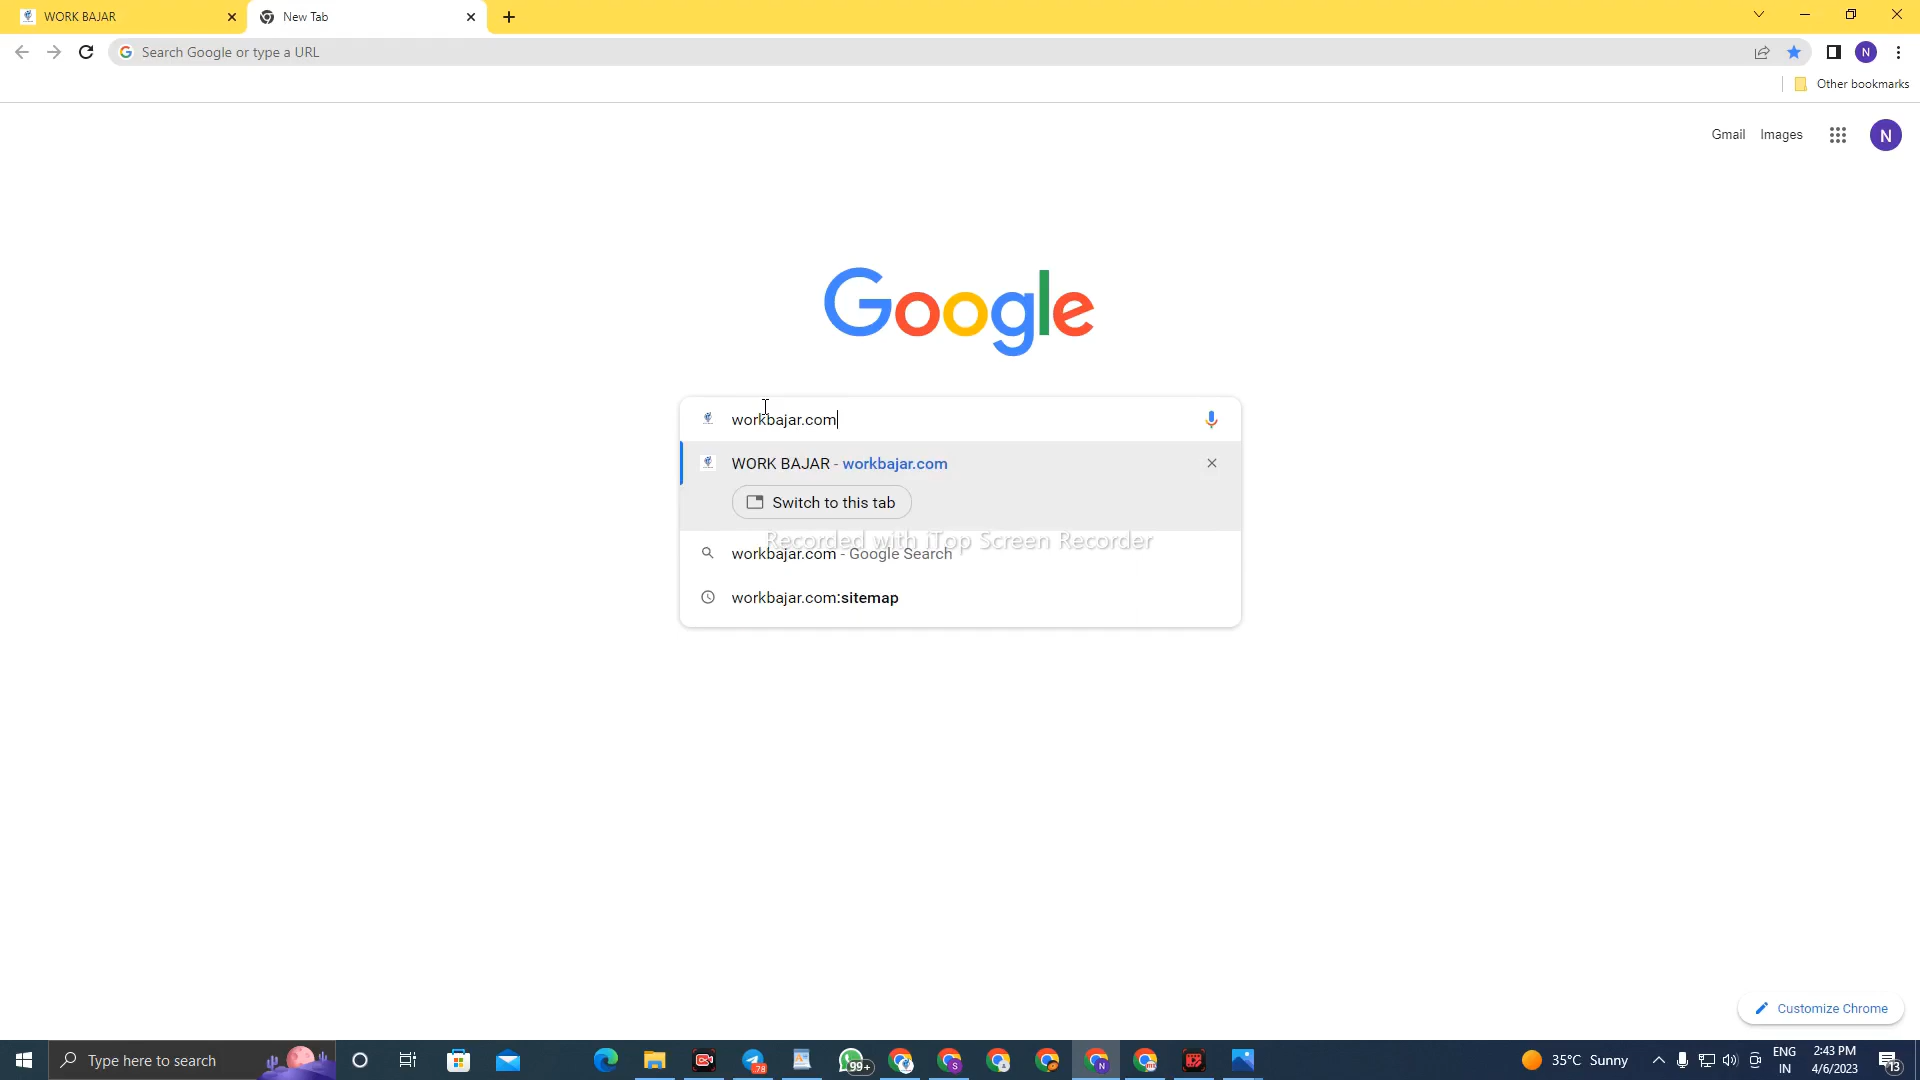 WORK BAJAR
New Tab
Search Google or type a URL
N
Other bookmarks
Gmail Images
N
Google
workbajar.com
WORK BAJAR - workbajar.com
Switch to this tab
Recorded with iTop Screen Recorder
workbajar.com - Google Search
workbajar.com:sitemap
Customize Chrome
Type here to search
78
99+
S
N
35°C Sunny
ENG
IN
2:43 PM
4/6/2023
13